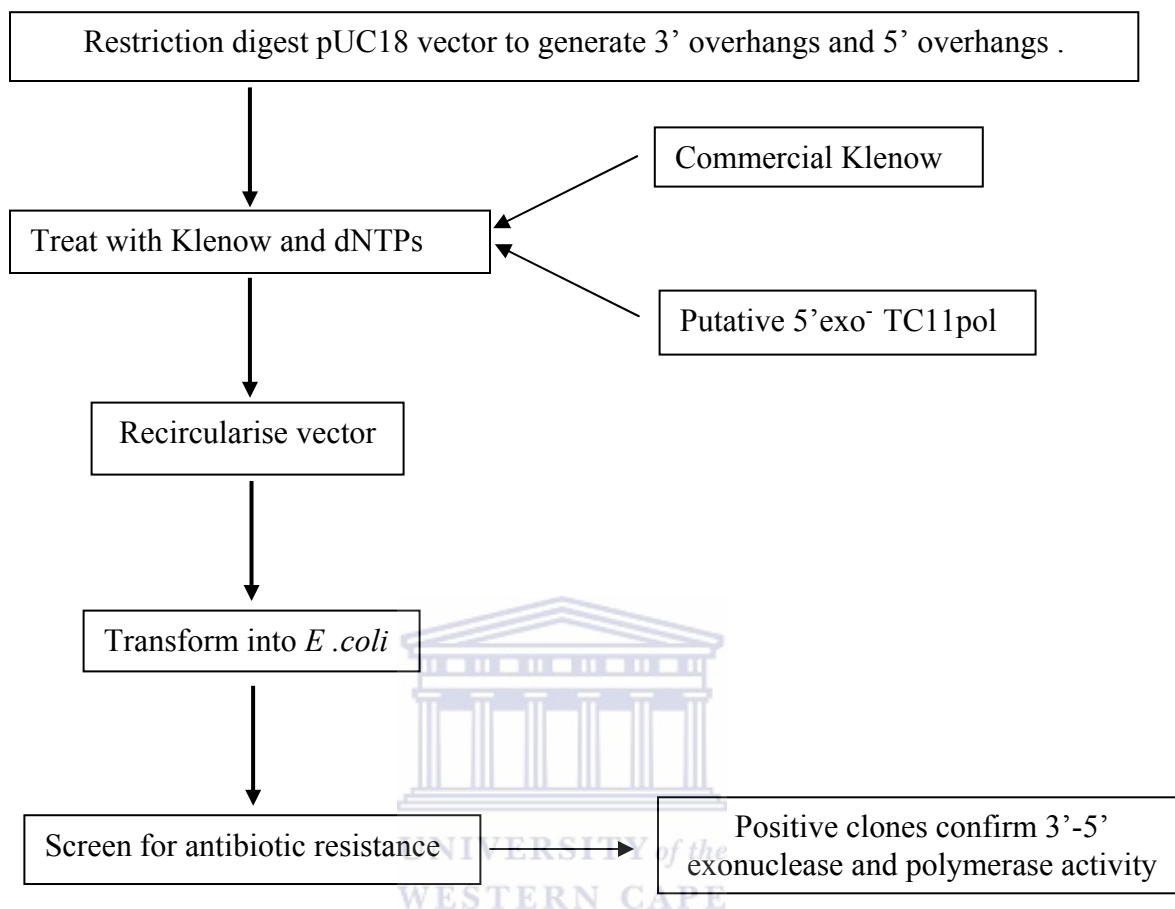 Restriction digest pUC18 vector to generate 3’ overhangs and 5’ overhangs .
Commercial Klenow
Treat with Klenow and dNTPs
Putative 5’exo⁻ TC11pol
Recircularise vector
Transform into E .coli
Screen for antibiotic resistance
Positive clones confirm 3’-5’
exonuclease and polymerase activity
UNIVERSITY of the
WESTERN CAPE